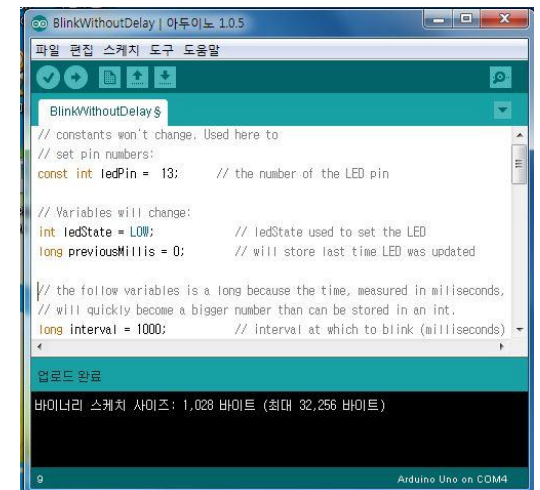 BlinkWithoutDelay | 아두이노 1.0.5
파일 편집 스케치 도구 도움말
BlinkWithoutDelay §
// constants won't change. Used here to
// set pin numbers:
const int ledPin =  13;      // the number of the LED pin
// Variables will change:
int ledState = LOW;             // ledState used to set the LED
long previousMillis = 0;        // will store last time LED was updated
// the follow variables is a long because the time, measured in miliseconds,
// will quickly become a bigger number than can be stored in an int.
long interval = 1000;           // interval at which to blink (milliseconds)
업로드 완료
바이너리 스케치 사이즈: 1,028 바이트 (최대 32,256 바이트)
9
Arduino Uno on COM4